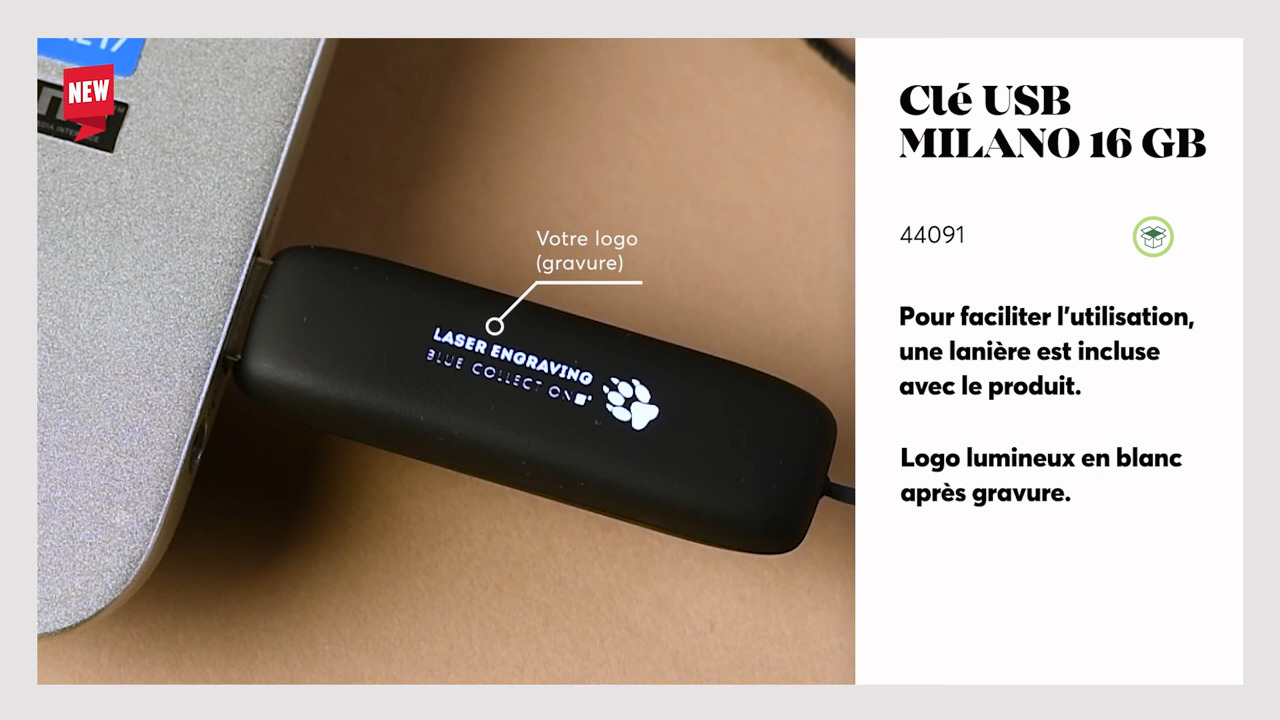 NEW
Votre logo
(gravure)
LASER ENGRAVING
BLUE COLLECTION
Clé USB
MILANO 16 GB
44091
Pour faciliter l'utilisation,
une lanière est incluse
avec le produit.
Logo lumineux en blanc
après gravure.